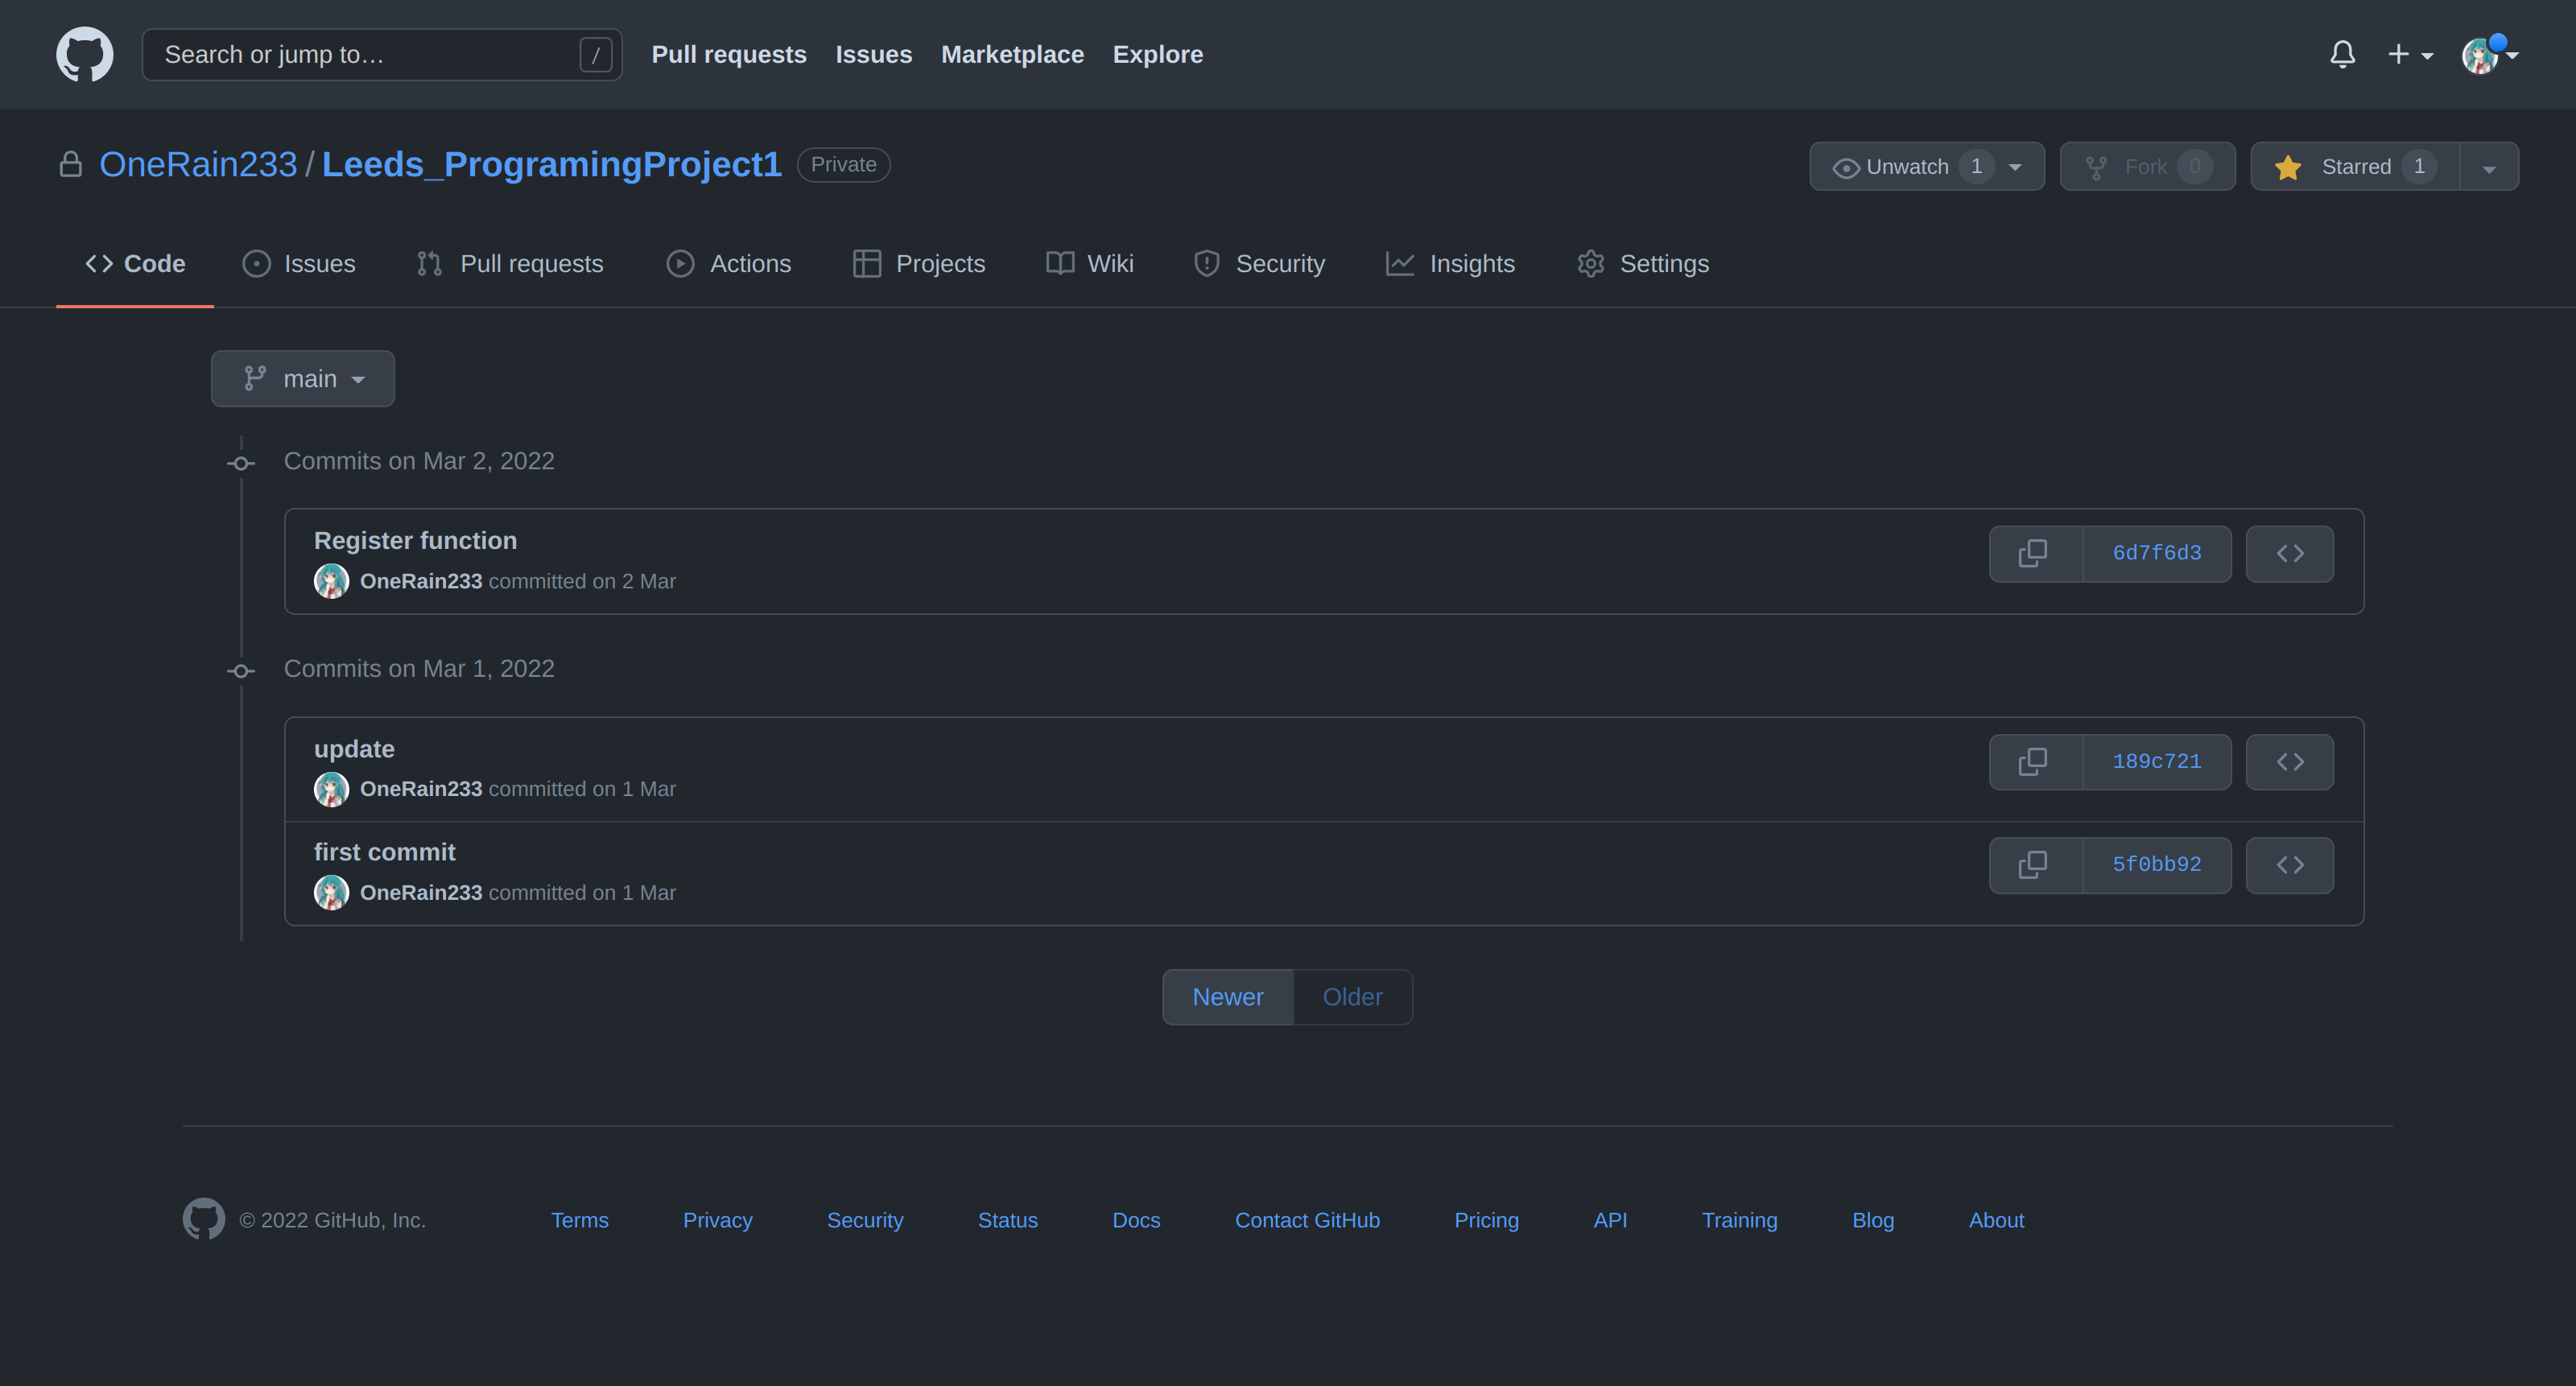 Search or jump to… / Pull requests Issues Marketplace Explore
OneRain233 / Leeds_ProgramingProject1 Private Unwatch 1 Fork 0 Starred 1
Code Issues Pull requests Actions Projects Wiki Security Insights Settings
main
Commits on Mar 2, 2022
Register function
6d7f6d3
OneRain233 committed on 2 Mar
Commits on Mar 1, 2022
update
189c721
OneRain233 committed on 1 Mar
first commit
5f0bb92
OneRain233 committed on 1 Mar
Newer Older
© 2022 GitHub, Inc. Terms Privacy Security Status Docs Contact GitHub Pricing API Training Blog About